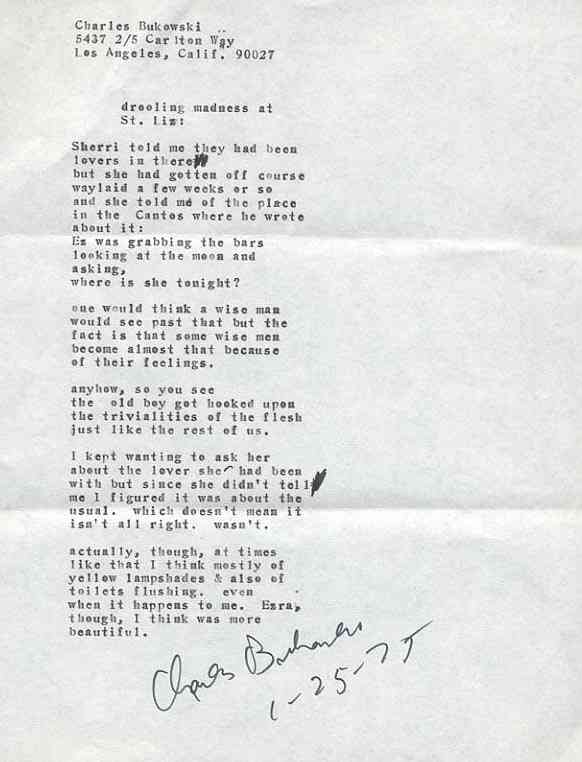 Charles Bukowski
5437 2/5 Carlton Way
Los Angeles, Calif. 90027
drooling madness at
St. Liz:
Sherri told me they had been
lovers in there
but she had gotten off course
waylaid a few weeks or so
and she told me of the place
in the Cantos where he wrote
about it:
Ez was grabbing the bars
looking at the moon and
asking,
where is she tonight?
one would think a wise man
would see past that but the
fact is that some wise men
become almost that because
of their feelings.
anyhow, so you see
the old boy got hooked upon
the trivialities of the flesh
just like the rest of us.
I kept wanting to ask her
about the lover she had been
with but since she didn't tell
me I figured it was about the
usual. which doesn't mean it
isn't all right. wasn't.
actually, though, at times
like that I think mostly of
yellow lampshades & also of
toilets flushing. even
when it happens to me. Ezra,
though, I think was more
beautiful.
Charles Bukowski
1-25-75